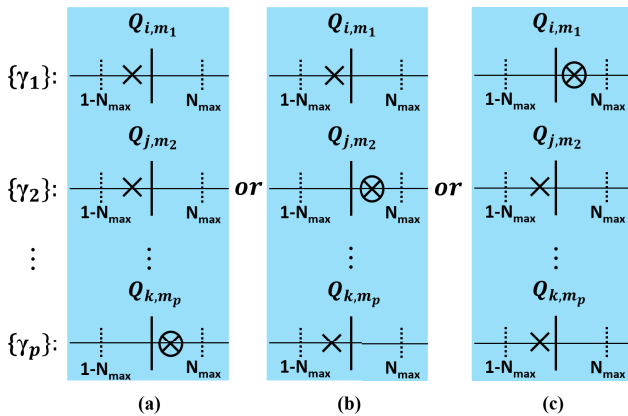 Q_{i,m_1} Q_{i,m_1} Q_{i,m_1}
{γ_1}:
1-N_max N_max 1-N_max N_max 1-N_max N_max
Q_{j,m_2} Q_{j,m_2} Q_{j,m_2}
{γ_2}: or or
1-N_max N_max 1-N_max N_max 1-N_max N_max
⋮ ⋮ ⋮ ⋮
Q_{k,m_p} Q_{k,m_p} Q_{k,m_p}
{γ_p}:
1-N_max N_max 1-N_max N_max 1-N_max N_max
(a) (b) (c)